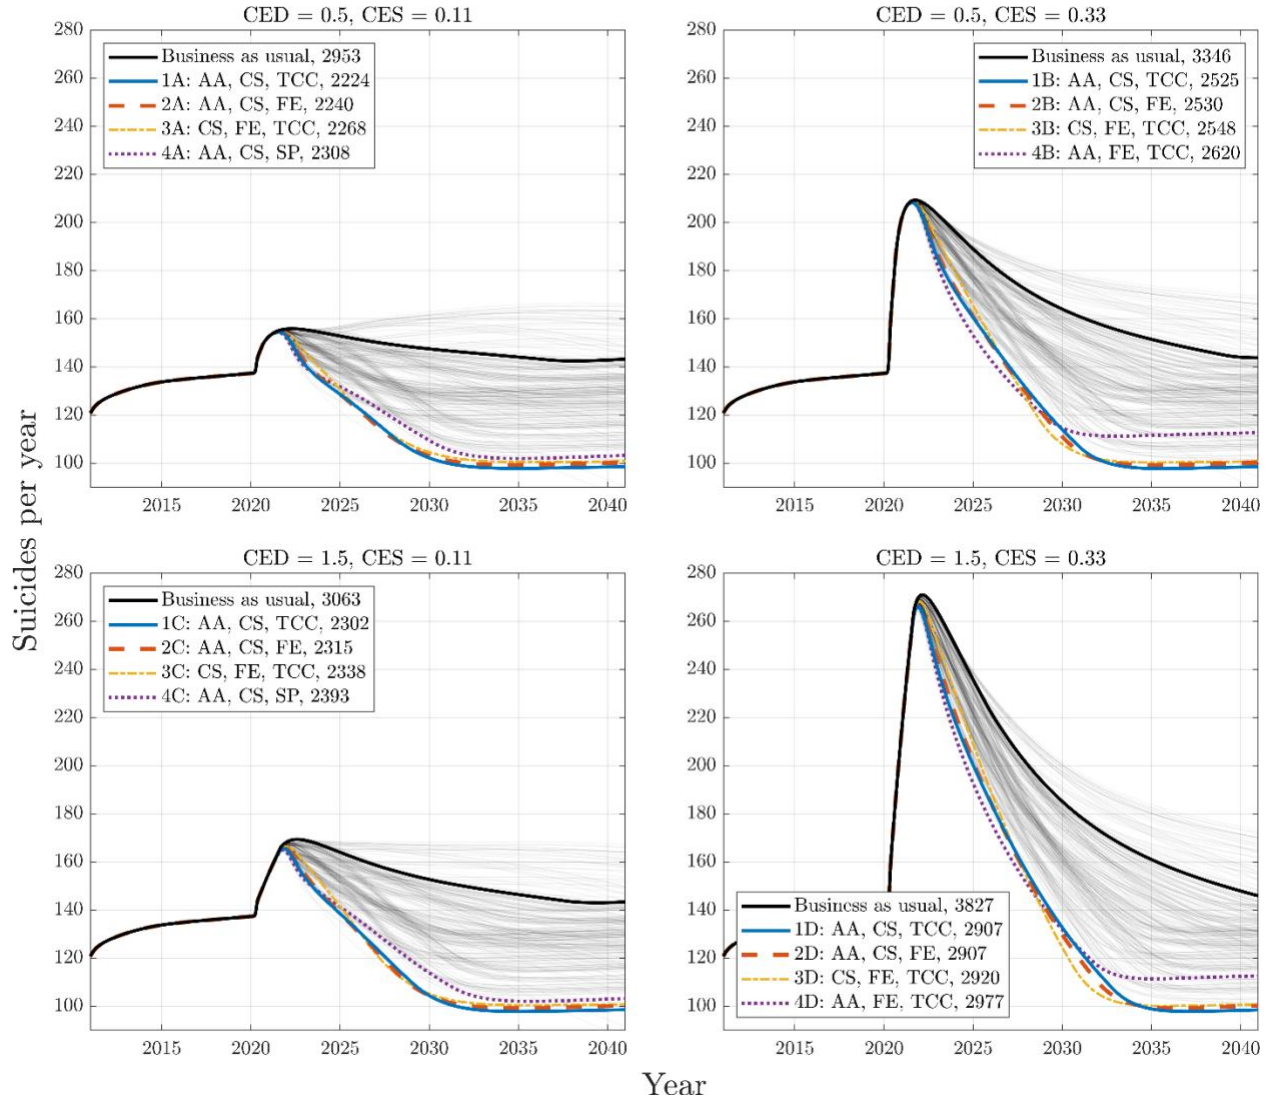 CED = 0.5, CES = 0.11
280
260
240
220
200
180
160
140
120
100
Business as usual, 2953
1A: AA, CS, TCC, 2224
2A: AA, CS, FE, 2240
3A: CS, FE, TCC, 2268
4A: AA, CS, SP, 2308
2015 2020 2025 2030 2035 2040
CED = 0.5, CES = 0.33
280
260
240
220
200
180
160
140
120
100
Business as usual, 3346
1B: AA, CS, TCC, 2525
2B: AA, CS, FE, 2530
3B: CS, FE, TCC, 2548
4B: AA, FE, TCC, 2620
2015 2020 2025 2030 2035 2040
Suicides per year
CED = 1.5, CES = 0.11
280
260
240
220
200
180
160
140
120
100
Business as usual, 3063
1C: AA, CS, TCC, 2302
2C: AA, CS, FE, 2315
3C: CS, FE, TCC, 2338
4C: AA, CS, SP, 2393
2015 2020 2025 2030 2035 2040
CED = 1.5, CES = 0.33
280
260
240
220
200
180
160
140
120
100
Business as usual, 3827
1D: AA, CS, TCC, 2907
2D: AA, CS, FE, 2907
3D: CS, FE, TCC, 2920
4D: AA, FE, TCC, 2977
2015 2020 2025 2030 2035 2040
Year